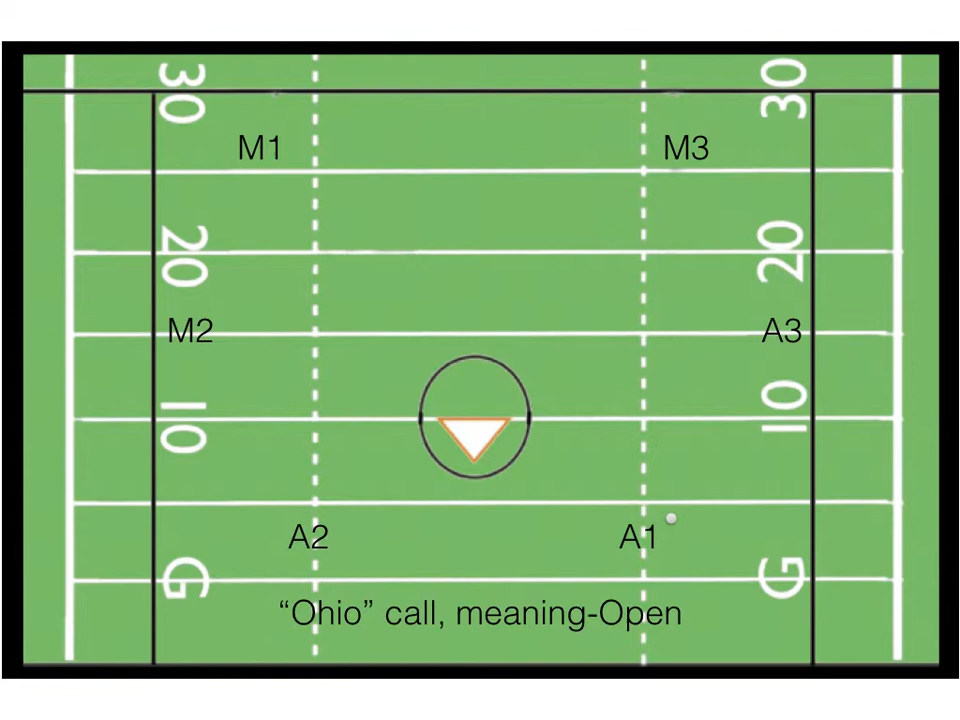 30 30
M1 M3
20 20
M2 A3
10 10
A2 A1
G G
“Ohio” call, meaning-Open